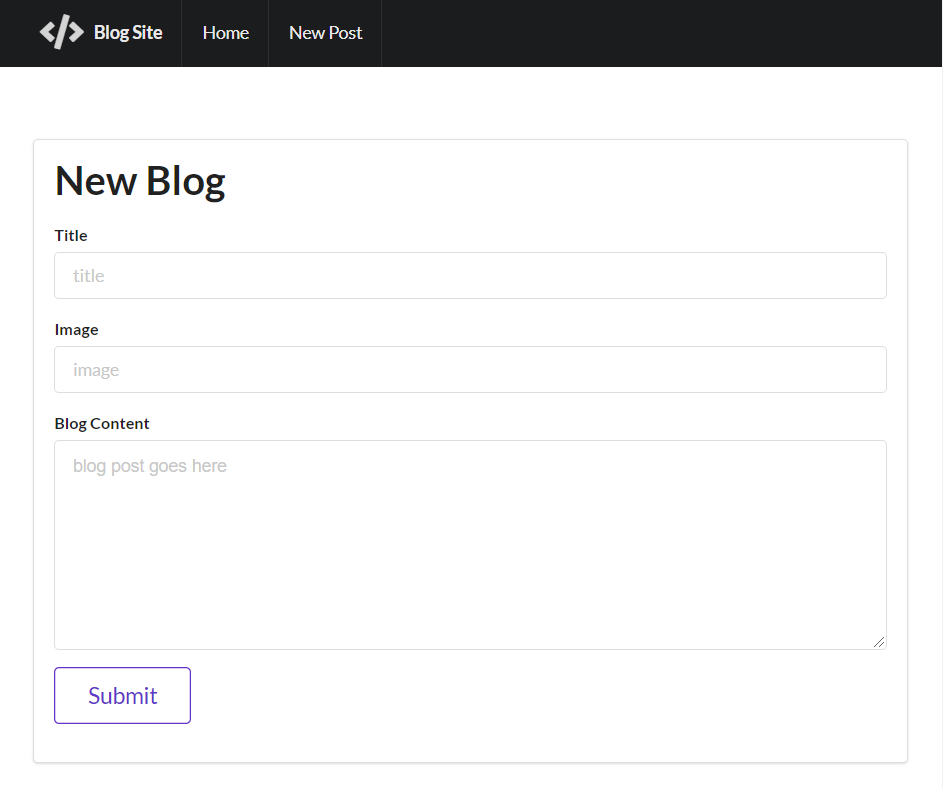 Blog Site Home New Post
New Blog
Title
title
Image
image
Blog Content
blog post goes here
Submit